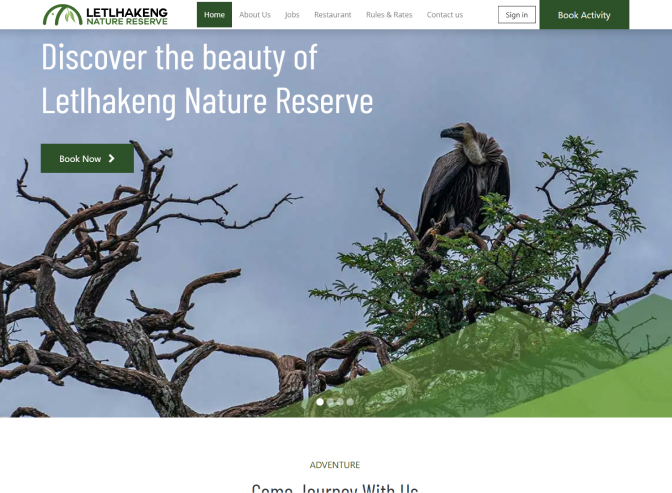 LETLHAKENG
NATURE RESERVE
Home
About Us
Jobs
Restaurant
Rules & Rates
Contact us
Sign in
Book Activity
Discover the beauty of
Letlhakeng Nature Reserve
Book Now
ADVENTURE
Come Journey With Us